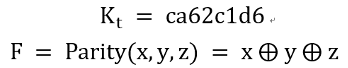 Kt = ca62c1d6↵
F = Parity(x, y, z) = x ⊕ y ⊕ z